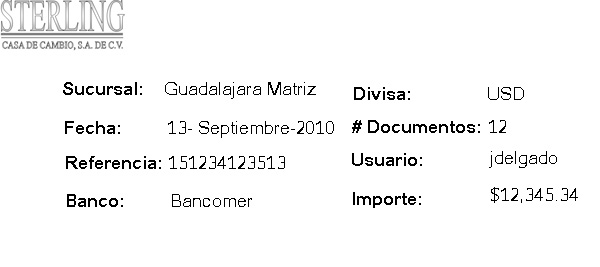 STERLING
CASA DE CAMBIO, S.A. DE C.V.
Sucursal: Guadalajara Matriz
Divisa: USD
Fecha: 13- Septiembre-2010
# Documentos: 12
Referencia: 151234123513
Usuario: jdelgado
Banco: Bancomer
Importe: $12,345.34